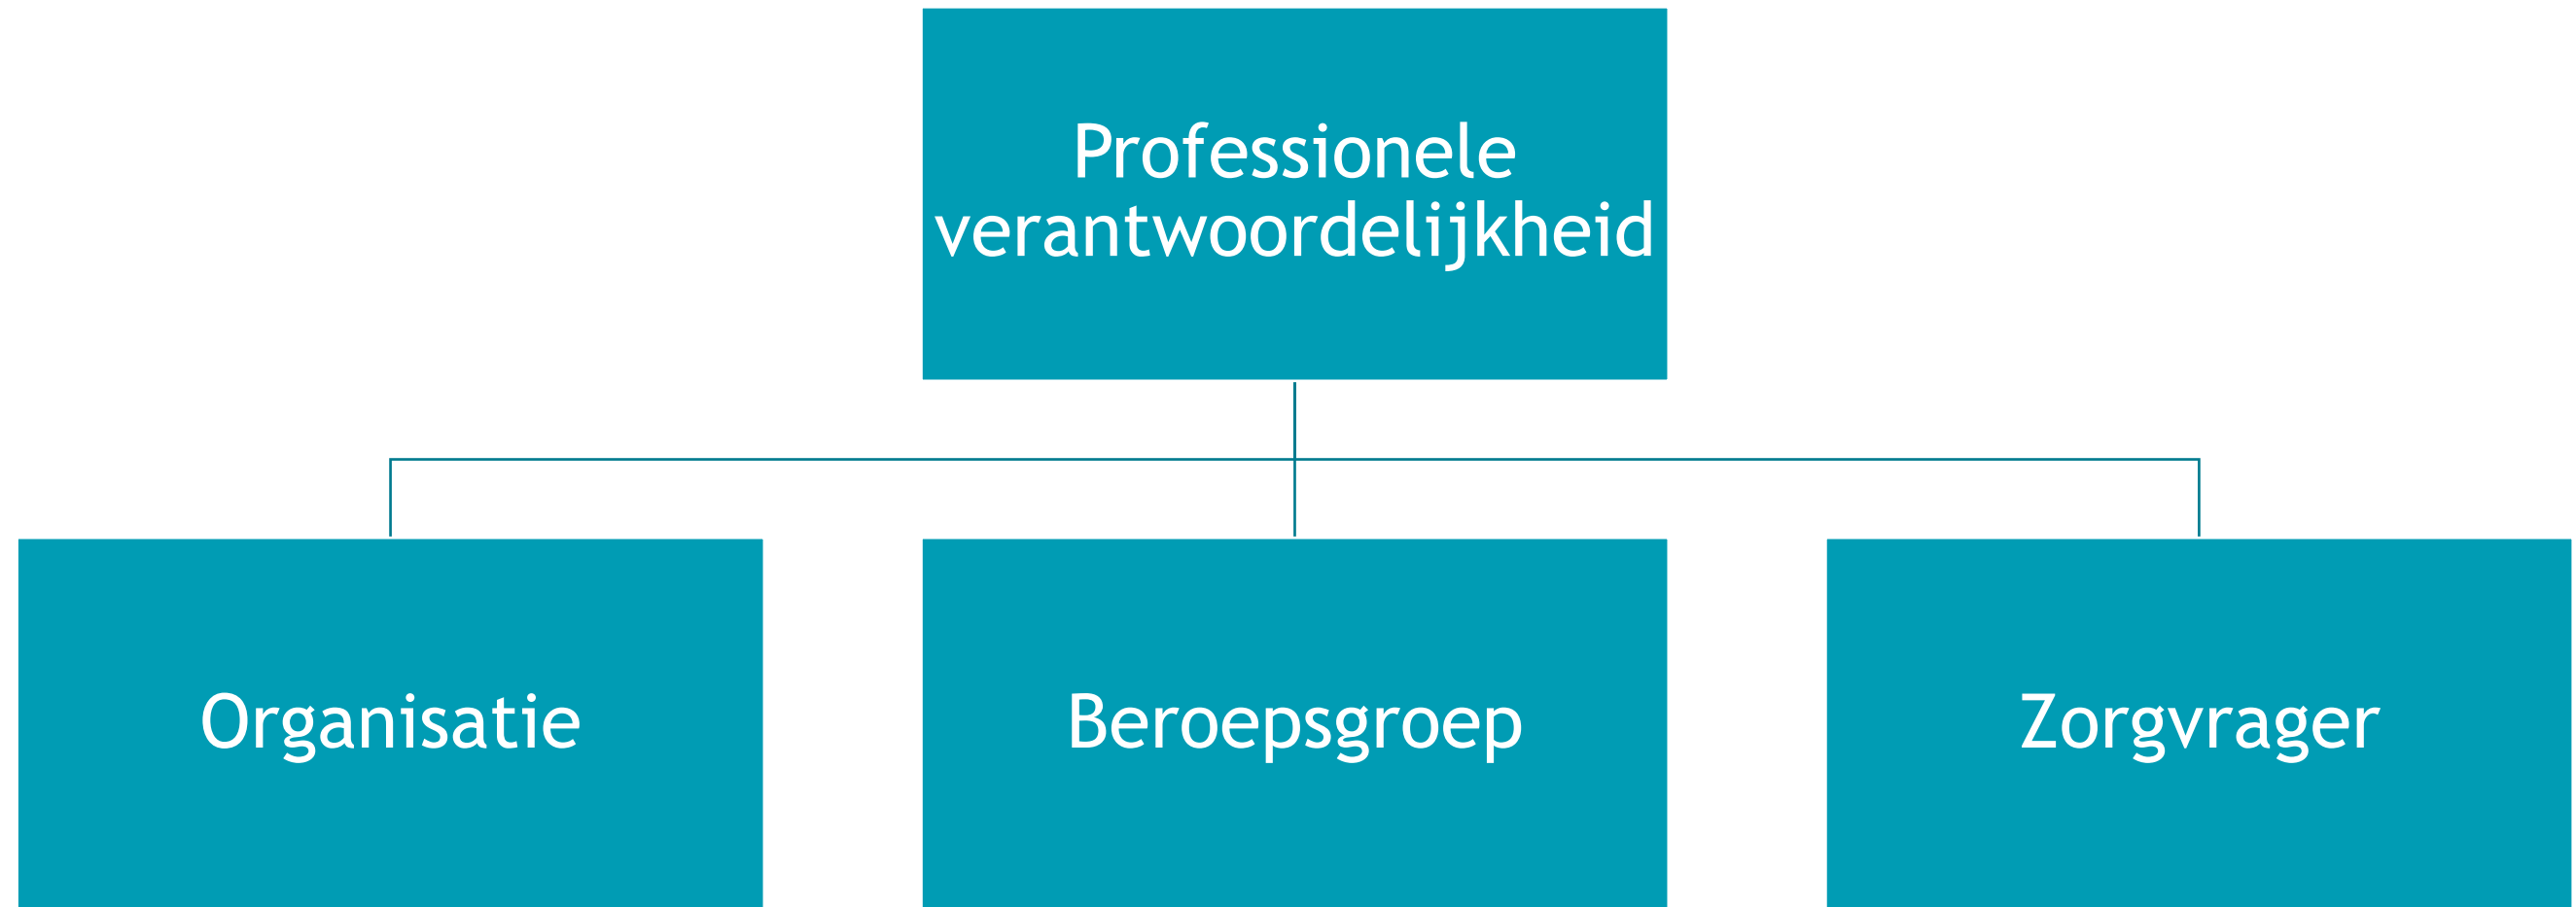 Professionele
verantwoordelijkheid
Organisatie
Beroepsgroep
Zorgvrager